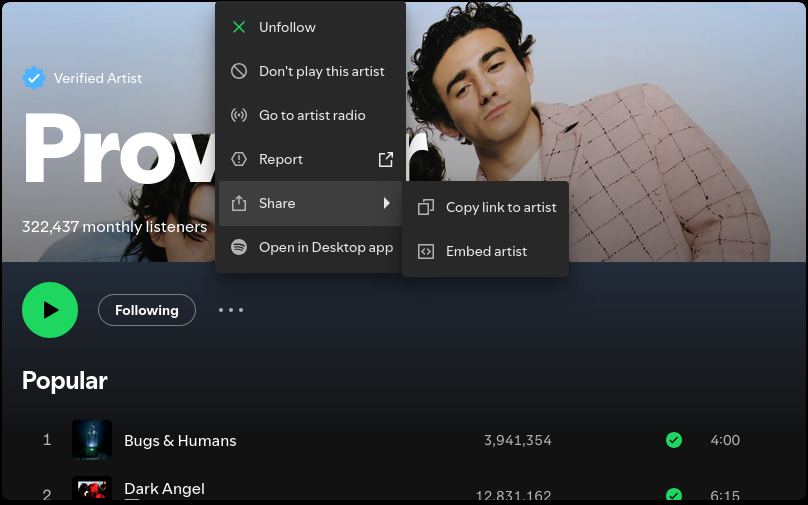 Verified Artist
322,437 monthly listeners
Unfollow
Don't play this artist
Go to artist radio
Report
Share
Open in Desktop app
Copy link to artist
Embed artist
Following
Popular
1 Bugs & Humans 3,941,354 4:00
2 Dark Angel 12,831,162 6:15